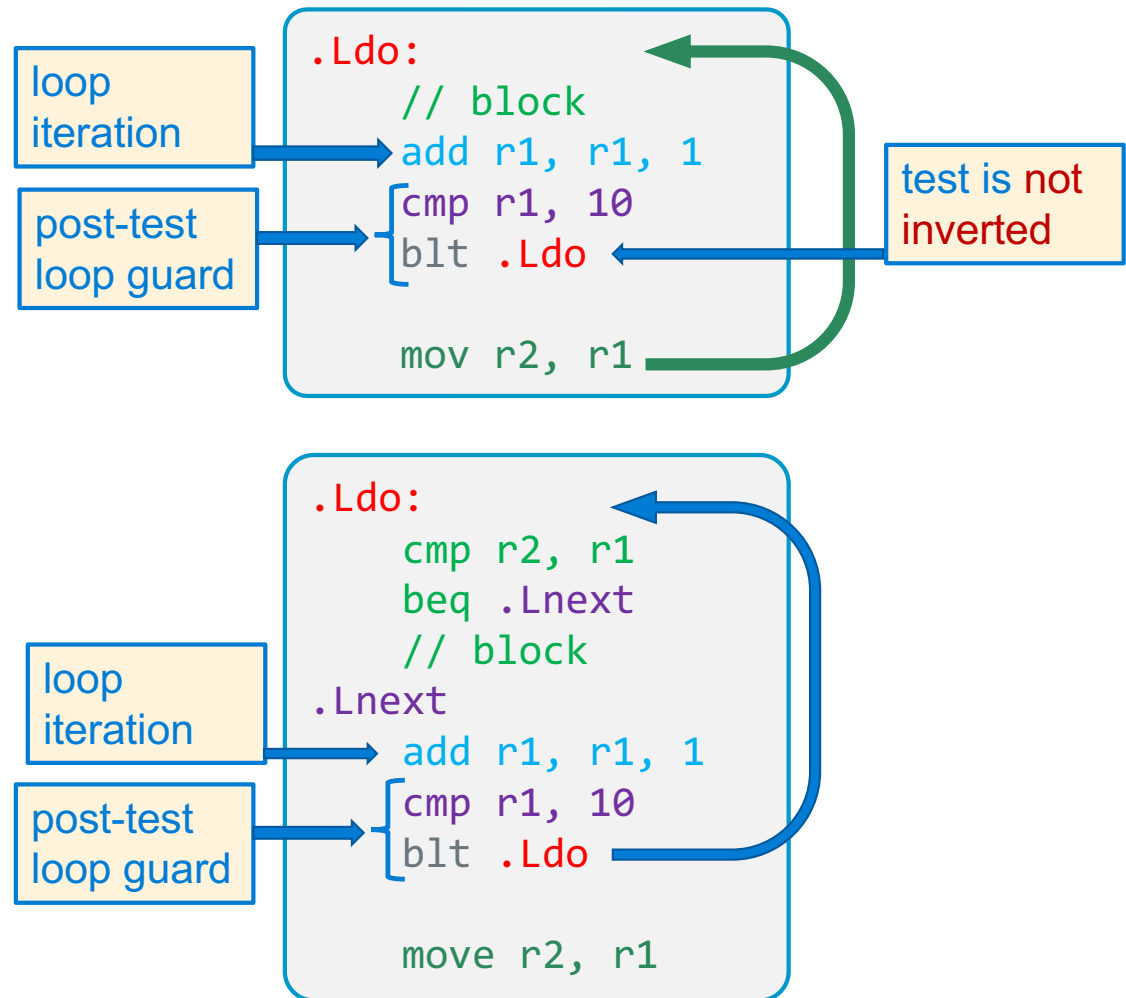 .Ldo:
// block
add r1, r1, 1
cmp r1, 10
blt .Ldo
mov r2, r1
loop
iteration
post-test
loop guard
test is not
inverted
.Ldo:
cmp r2, r1
beq .Lnext
// block
.Lnext
add r1, r1, 1
cmp r1, 10
blt .Ldo
move r2, r1
loop
iteration
post-test
loop guard